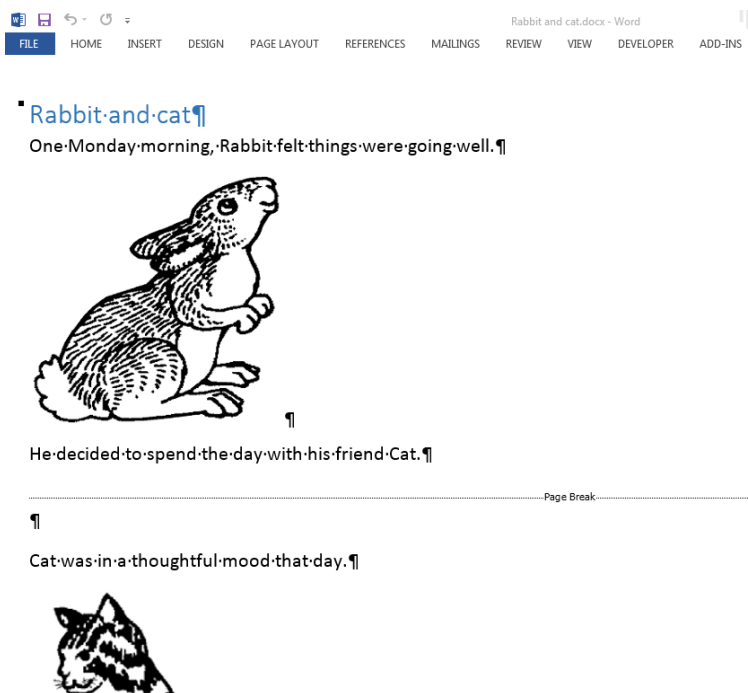 Rabbit and cat.docx - Word
FILE HOME INSERT DESIGN PAGE LAYOUT REFERENCES MAILINGS REVIEW VIEW DEVELOPER ADD-INS
Rabbit·and·cat¶
One·Monday·morning,·Rabbit·felt·things·were·going·well.¶
¶
He·decided·to·spend·the·day·with·his·friend·Cat.¶
Page Break
¶
Cat·was·in·a·thoughtful·mood·that·day.¶